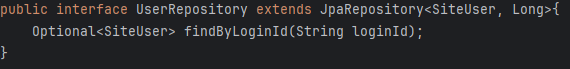 public interface UserRepository extends JpaRepository<SiteUser, Long>{
    Optional<SiteUser> findByLoginId(String loginId);
}